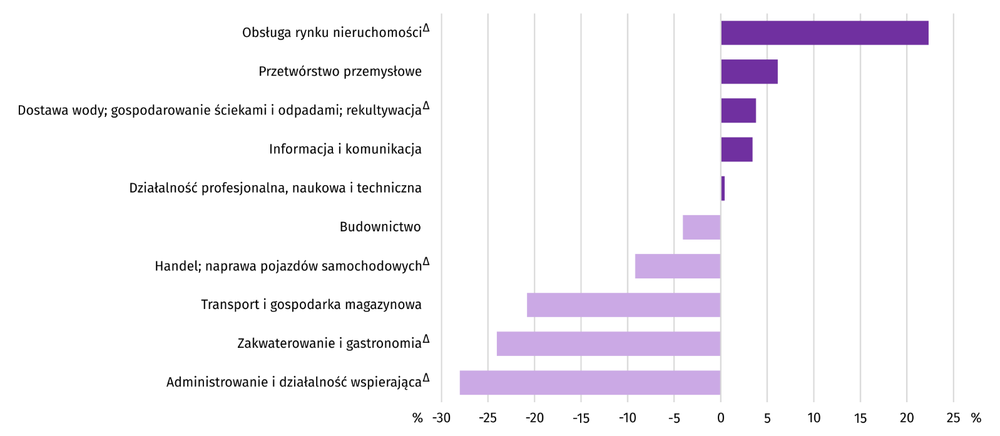 Obsługa rynku nieruchomościΔ
Przetwórstwo przemysłowe
Dostawa wody; gospodarowanie ściekami i odpadami; rekultywacjaΔ
Informacja i komunikacja
Działalność profesjonalna, naukowa i techniczna
Budownictwo
Handel; naprawa pojazdów samochodowychΔ
Transport i gospodarka magazynowa
Zakwaterowanie i gastronomiaΔ
Administrowanie i działalność wspierającaΔ
% -30 -25 -20 -15 -10 -5 0 5 10 15 20 25 %